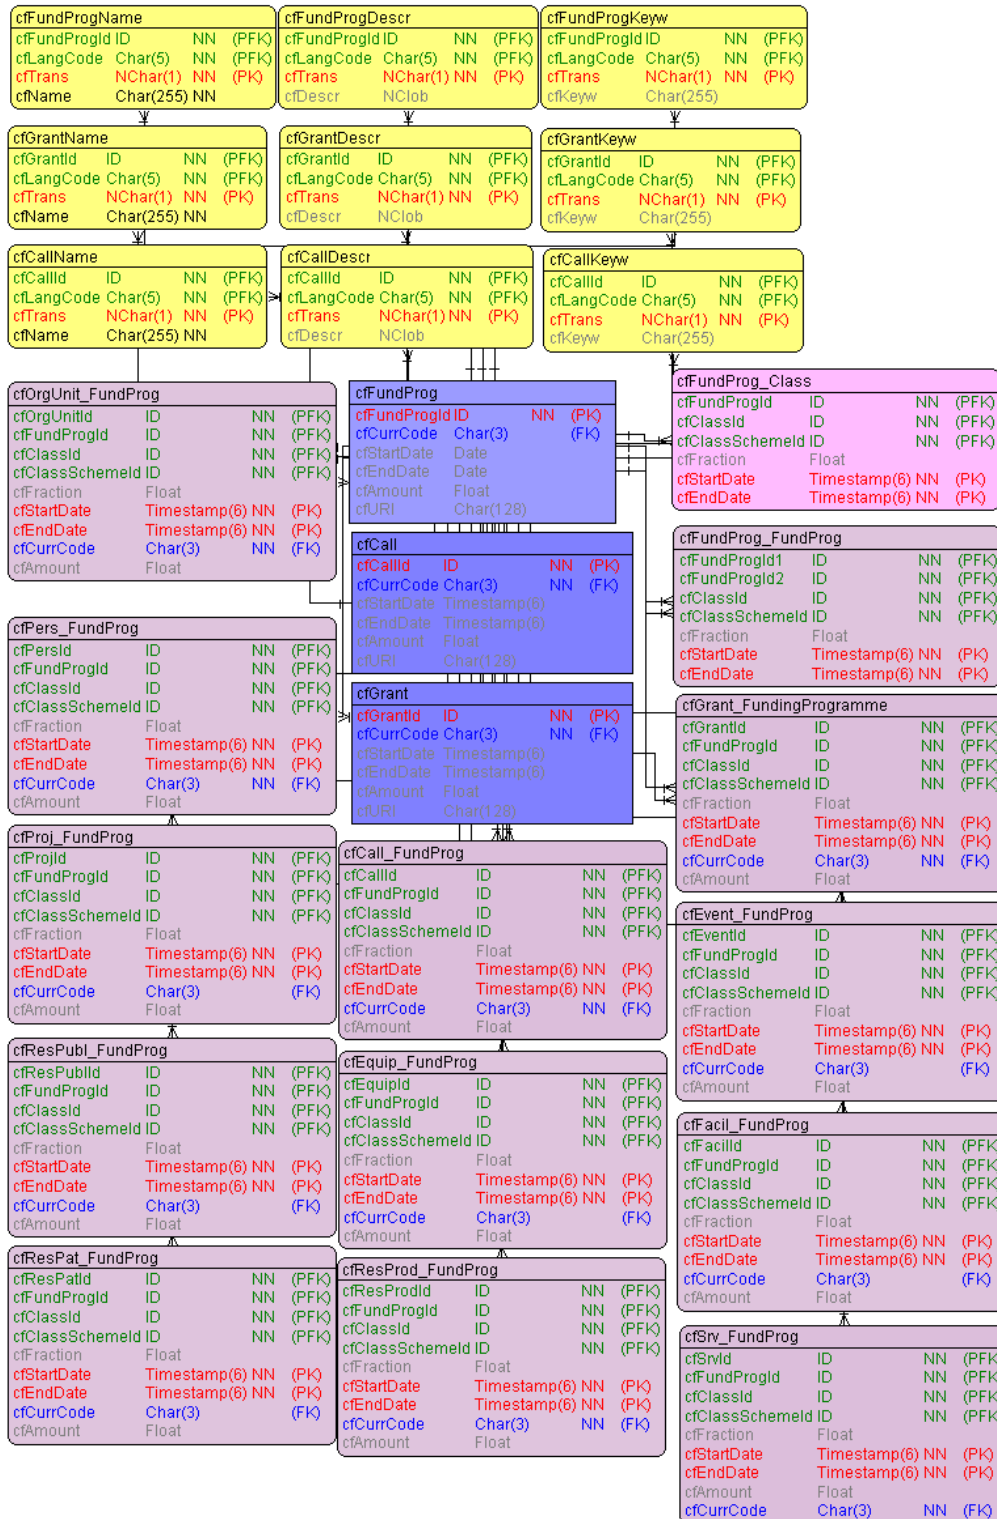 cfFundProgName
cfFundProgId ID NN (PFK)
cfLangCode Char(5) NN (PFK)
cfTrans NChar(1) NN (PK)
cfName Char(255) NN
cfFundProgDescr
cfFundProgId ID NN (PFK)
cfLangCode Char(5) NN (PFK)
cfTrans NChar(1) NN (PK)
cfDescr NClob
cfFundProgKeyw
cfFundProgId ID NN (PFK)
cfLangCode Char(5) NN (PFK)
cfTrans NChar(1) NN (PK)
cfKeyw Char(255)
cfGrantName
cfGrantId ID NN (PFK)
cfLangCode Char(5) NN (PFK)
cfTrans NChar(1) NN (PK)
cfName Char(255) NN
cfGrantDescr
cfGrantId ID NN (PFK)
cfLangCode Char(5) NN (PFK)
cfTrans NChar(1) NN (PK)
cfDescr NClob
cfGrantKeyw
cfGrantId ID NN (PFK)
cfLangCode Char(5) NN (PFK)
cfTrans NChar(1) NN (PK)
cfKeyw Char(255)
cfCallName
cfCallId ID NN (PFK)
cfLangCode Char(5) NN (PFK)
cfTrans NChar(1) NN (PK)
cfName Char(255) NN
cfCallDescr
cfCallId ID NN (PFK)
cfLangCode Char(5) NN (PFK)
cfTrans NChar(1) NN (PK)
cfDescr NClob
cfCallKeyw
cfCallId ID NN (PFK)
cfLangCode Char(5) NN (PFK)
cfTrans NChar(1) NN (PK)
cfKeyw Char(255)
cfOrgUnit_FundProg
cfOrgUnitId ID NN (PFK)
cfFundProgId ID NN (PFK)
cfClassId ID NN (PFK)
cfClassSchemeId ID NN (PFK)
cfFraction Float
cfStartDate Timestamp(6) NN (PK)
cfEndDate Timestamp(6) NN (PK)
cfCurrCode Char(3) NN (FK)
cfAmount Float
cfFundProg
cfFundProgId ID NN (PK)
cfCurrCode Char(3) (FK)
cfStartDate Date
cfEndDate Date
cfAmount Float
cfURI Char(128)
cfFundProg_Class
cfFundProgId ID NN (PFK)
cfClassId ID NN (PFK)
cfClassSchemeId ID NN (PFK)
cfFraction Float
cfStartDate Timestamp(6) NN (PK)
cfEndDate Timestamp(6) NN (PK)
cfCall
cfCallId ID NN (PK)
cfCurrCode Char(3) NN (FK)
cfStartDate Timestamp(6)
cfEndDate Timestamp(6)
cfAmount Float
cfURI Char(128)
cfFundProg_FundProg
cfFundProgId1 ID NN (PFK)
cfFundProgId2 ID NN (PFK)
cfClassId ID NN (PFK)
cfClassSchemeId ID NN (PFK)
cfFraction Float
cfStartDate Timestamp(6) NN (PK)
cfEndDate Timestamp(6) NN (PK)
cfPers_FundProg
cfPersId ID NN (PFK)
cfFundProgId ID NN (PFK)
cfClassId ID NN (PFK)
cfClassSchemeId ID NN (PFK)
cfFraction Float
cfStartDate Timestamp(6) NN (PK)
cfEndDate Timestamp(6) NN (PK)
cfCurrCode Char(3) NN (FK)
cfAmount Float
cfGrant
cfGrantId ID NN (PK)
cfCurrCode Char(3) NN (FK)
cfStartDate Timestamp(6)
cfEndDate Timestamp(6)
cfAmount Float
cfURI Char(128)
cfGrant_FundingProgramme
cfGrantId ID NN (PFK)
cfFundProgId ID NN (PFK)
cfClassId ID NN (PFK)
cfClassSchemeId ID NN (PFK)
cfFraction Float
cfStartDate Timestamp(6) NN (PK)
cfEndDate Timestamp(6) NN (PK)
cfCurrCode Char(3) NN (FK)
cfAmount Float
cfProj_FundProg
cfProjId ID NN (PFK)
cfFundProgId ID NN (PFK)
cfClassId ID NN (PFK)
cfClassSchemeId ID NN (PFK)
cfFraction Float
cfStartDate Timestamp(6) NN (PK)
cfEndDate Timestamp(6) NN (PK)
cfCurrCode Char(3) (FK)
cfAmount Float
cfCall_FundProg
cfCallId ID NN (PFK)
cfFundProgId ID NN (PFK)
cfClassId ID NN (PFK)
cfClassSchemeId ID NN (PFK)
cfFraction Float
cfStartDate Timestamp(6) NN (PK)
cfEndDate Timestamp(6) NN (PK)
cfCurrCode Char(3) NN (FK)
cfAmount Float
cfEvent_FundProg
cfEventId ID NN (PFK
cfFundProgId ID NN (PFK
cfClassId ID NN (PFK
cfClassSchemeId ID NN (PFK
cfFraction Float
cfStartDate Timestamp(6) NN (PK)
cfEndDate Timestamp(6) NN (PK)
cfCurrCode Char(3) (FK)
cfAmount Float
cfResPubl_FundProg
cfResPublId ID NN (PFK)
cfFundProgId ID NN (PFK)
cfClassId ID NN (PFK)
cfClassSchemeId ID NN (PFK)
cfFraction Float
cfStartDate Timestamp(6) NN (PK)
cfEndDate Timestamp(6) NN (PK)
cfCurrCode Char(3) (FK)
cfAmount Float
cfEquip_FundProg
cfEquipId ID NN (PFK)
cfFundProgId ID NN (PFK)
cfClassId ID NN (PFK)
cfClassSchemeId ID NN (PFK)
cfFraction Float
cfStartDate Timestamp(6) NN (PK)
cfEndDate Timestamp(6) NN (PK)
cfCurrCode Char(3) (FK)
cfAmount Float
cfFacil_FundProg
cfFacilId ID NN (PFK
cfFundProgId ID NN (PFK
cfClassId ID NN (PFK
cfClassSchemeId ID NN (PFK
cfFraction Float
cfStartDate Timestamp(6) NN (PK)
cfEndDate Timestamp(6) NN (PK)
cfCurrCode Char(3) (FK)
cfAmount Float
cfResPat_FundProg
cfResPatId ID NN (PFK)
cfFundProgId ID NN (PFK)
cfClassId ID NN (PFK)
cfClassSchemeId ID NN (PFK)
cfFraction Float
cfStartDate Timestamp(6) NN (PK)
cfEndDate Timestamp(6) NN (PK)
cfCurrCode Char(3) (FK)
cfAmount Float
cfResProd_FundProg
cfResProdId ID NN (PFK)
cfFundProgId ID NN (PFK)
cfClassId ID NN (PFK)
cfClassSchemeId ID NN (PFK)
cfFraction Float
cfStartDate Timestamp(6) NN (PK)
cfEndDate Timestamp(6) NN (PK)
cfCurrCode Char(3) NN (FK)
cfAmount Float
cfSrv_FundProg
cfSrvId ID NN (PFK
cfFundProgId ID NN (PFK
cfClassId ID NN (PFK
cfClassSchemeId ID NN (PFK
cfFraction Float
cfStartDate Timestamp(6) NN (PK)
cfEndDate Timestamp(6) NN (PK)
cfAmount Float
cfCurrCode Char(3) NN (FK)